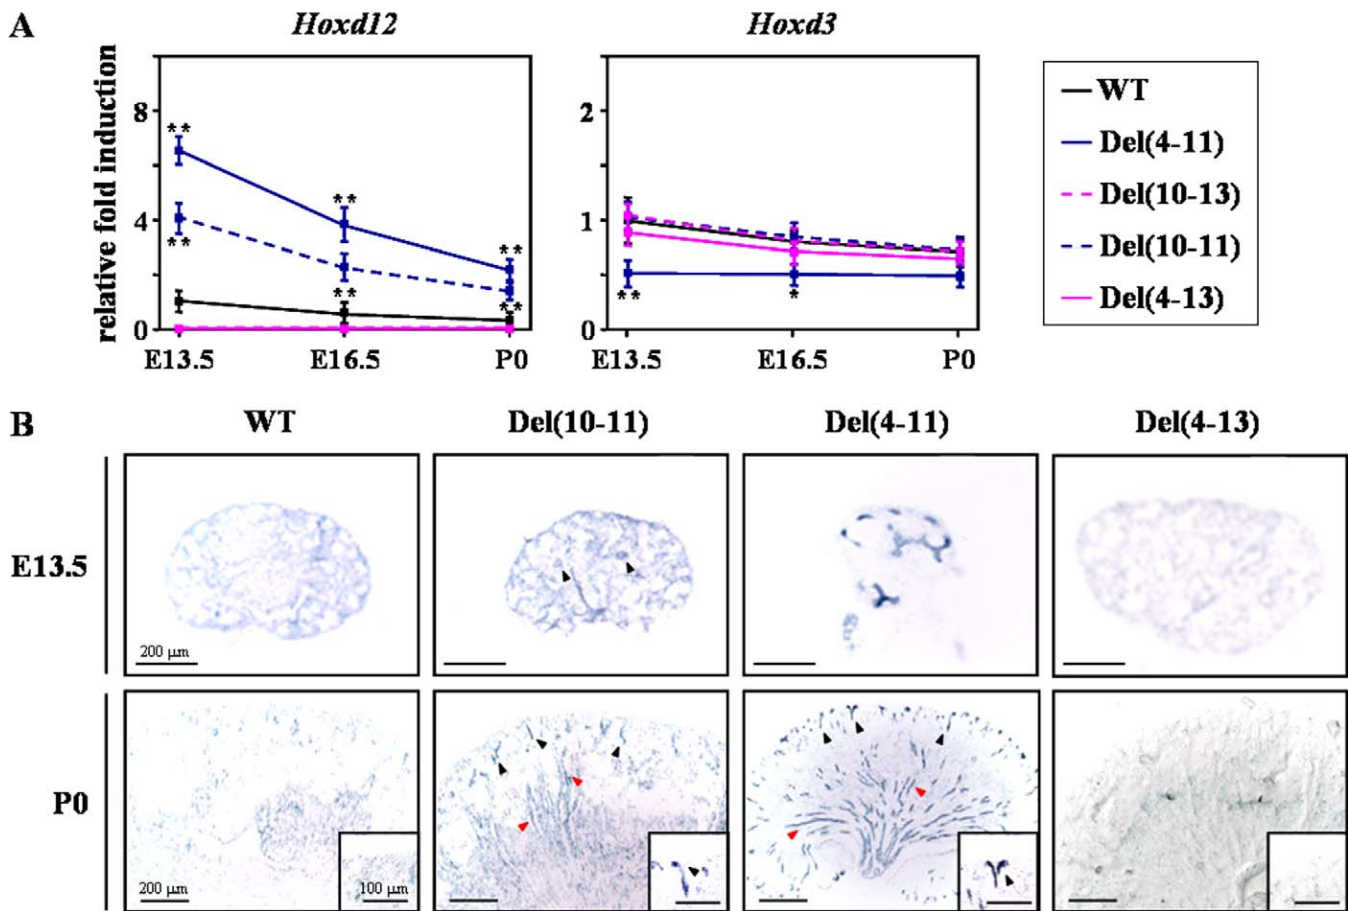 A
Hoxd12
Hoxd3
relative fold induction
8
4
0
**
**
**
**
**
**
E13.5
E16.5
P0
2
1
0
**
*
E13.5
E16.5
P0
WT
Del(4-11)
Del(10-13)
Del(10-11)
Del(4-13)
B
WT
Del(10-11)
Del(4-11)
Del(4-13)
E13.5
200 µm
P0
200 µm
100 µm